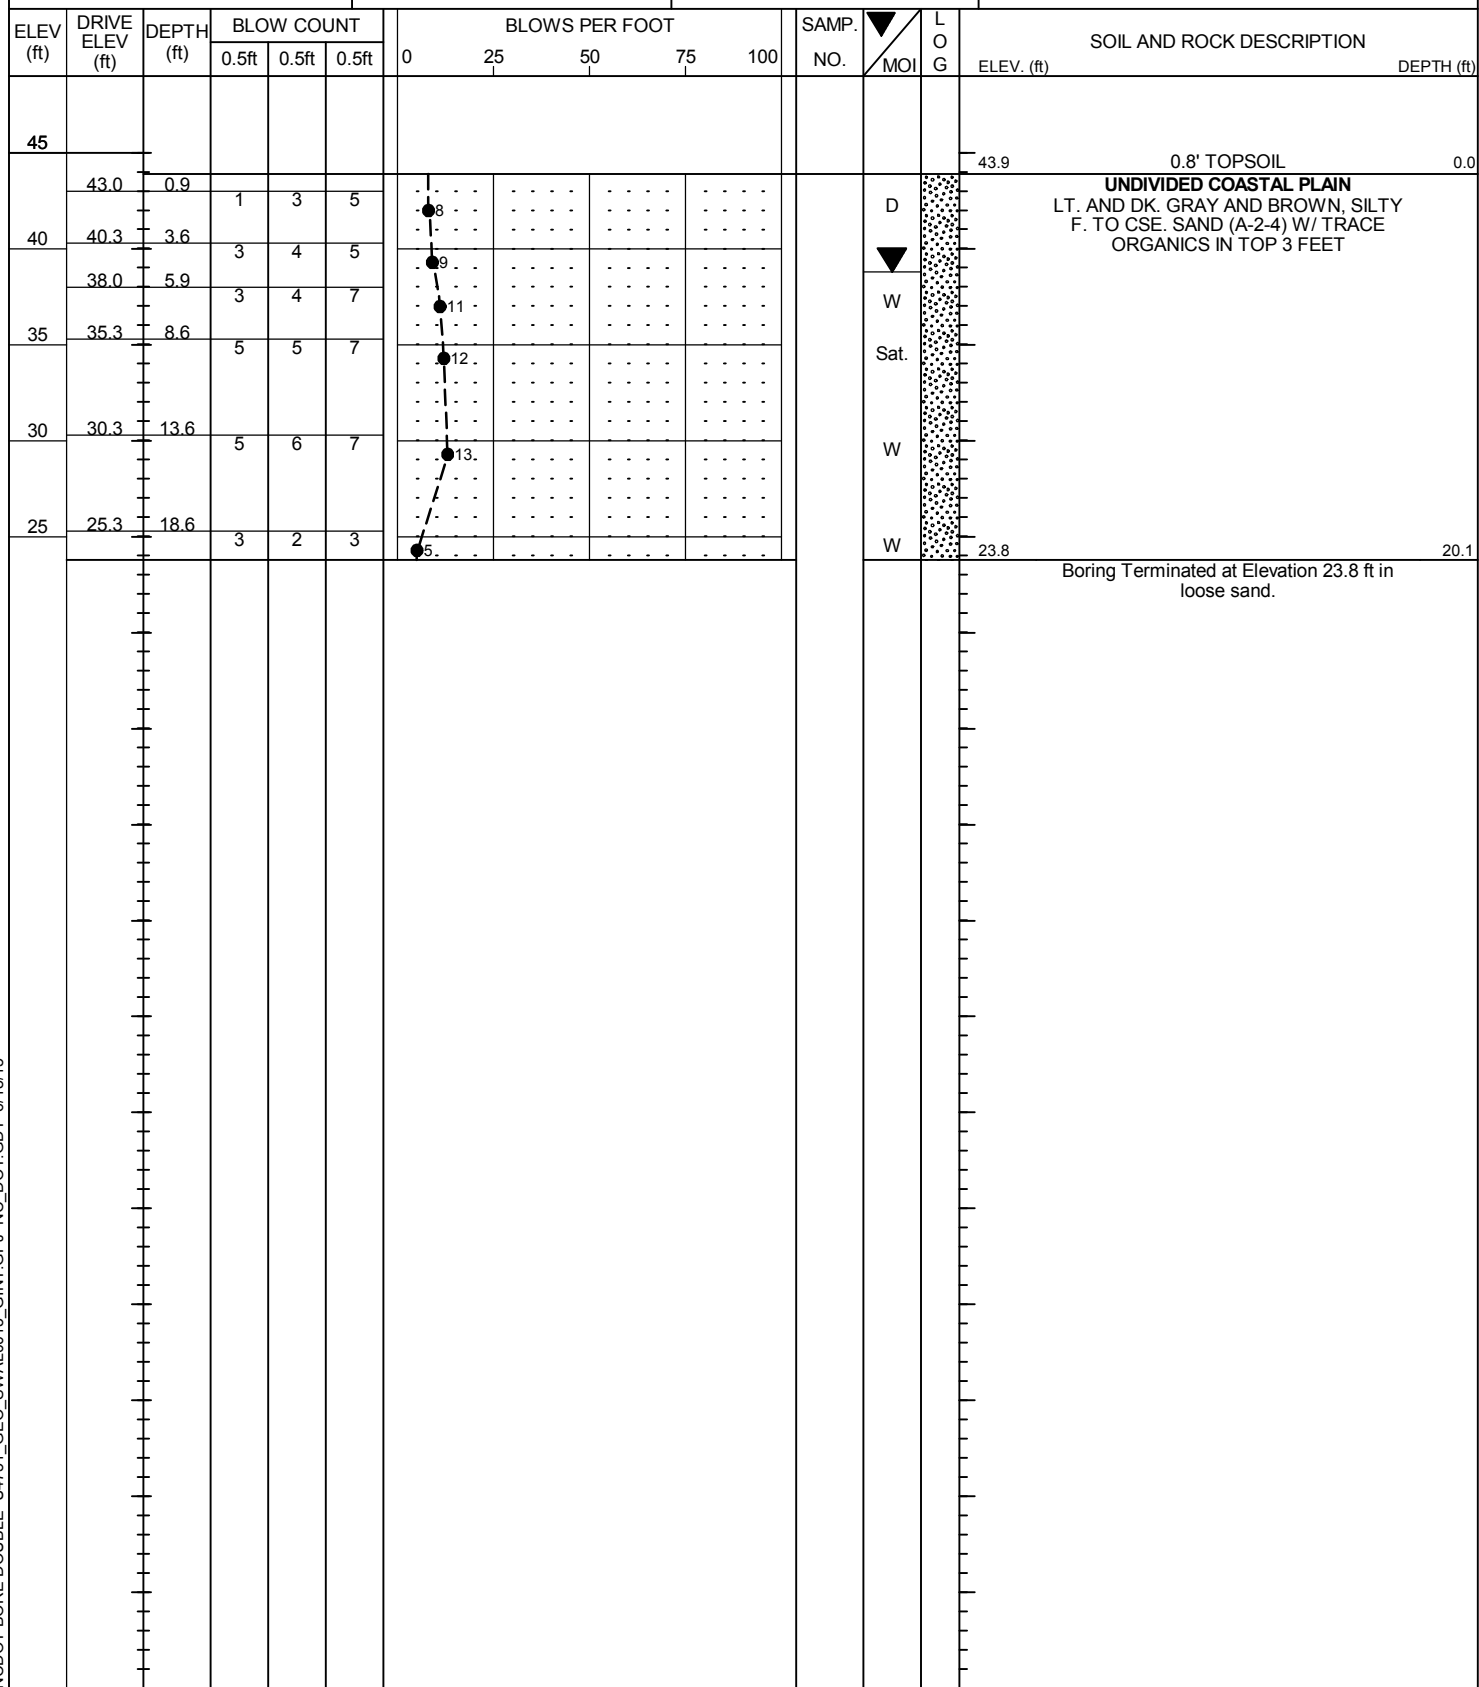 ELEV (ft) DRIVE ELEV (ft) DEPTH (ft) BLOW COUNT BLOWS PER FOOT SAMP. NO. MOI L O G SOIL AND ROCK DESCRIPTION
0.5ft 0.5ft 0.5ft 0 25 50 75 100 ELEV. (ft) DEPTH (ft)
45
43.9 0.8' TOPSOIL 0.0
43.0 0.9 UNDIVIDED COASTAL PLAIN
1 3 5 8 D LT. AND DK. GRAY AND BROWN, SILTY
F. TO CSE. SAND (A-2-4) W/ TRACE
40 40.3 3.6 ORGANICS IN TOP 3 FEET
3 4 5 9
38.0 5.9
3 4 7 11 W
35 35.3 8.6
5 5 7 12 Sat.
30 30.3 13.6
5 6 7 13 W
25 25.3 18.6
3 2 3 5 W 23.8 20.1
Boring Terminated at Elevation 23.8 ft in
loose sand.